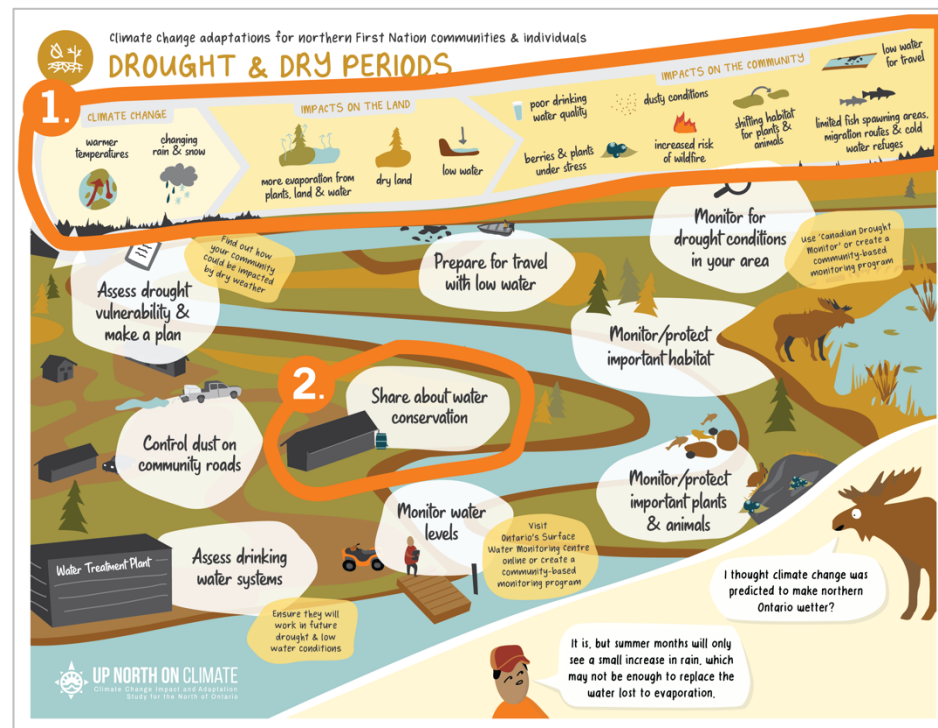 Climate change adaptations for northern First Nation communities & individuals
DROUGHT & DRY PERIODS
1.
CLIMATE CHANGE
warmer
temperatures
changing
rain & snow
IMPACTS ON THE LAND
more evaporation from
plants, land & water
dry land
low water
IMPACTS ON THE COMMUNITY
poor drinking
water quality
dusty conditions
berries & plants
under stress
increased risk
of wildfire
shifting habitat
for plants &
animals
low water
for travel
limited fish spawning areas,
migration routes & cold
water refuges
Assess drought
vulnerability &
make a plan
Find out how
your community
could be impacted
by dry weather
Prepare for travel
with low water
Monitor for
drought conditions
in your area
use 'Canadian Drought
Monitor' or create a
community-based
monitoring program
Monitor/protect
important habitat
2.
Share about water
conservation
Control dust on
community roads
Monitor/protect
important plants
& animals
Monitor water
levels
Visit
Ontario's Surface
Water Monitoring Centre
online or create a
community-based
monitoring program
Water Treatment Plant
Assess drinking
water systems
Ensure they will
work in future
drought & low
water conditions
I thought climate change was
predicted to make northern
Ontario wetter?
It is, but summer months will only
see a small increase in rain, which
may not be enough to replace the
water lost to evaporation.
UP NORTH ON CLIMATE
Climate Change Impact and Adaptation
Study for the North of Ontario